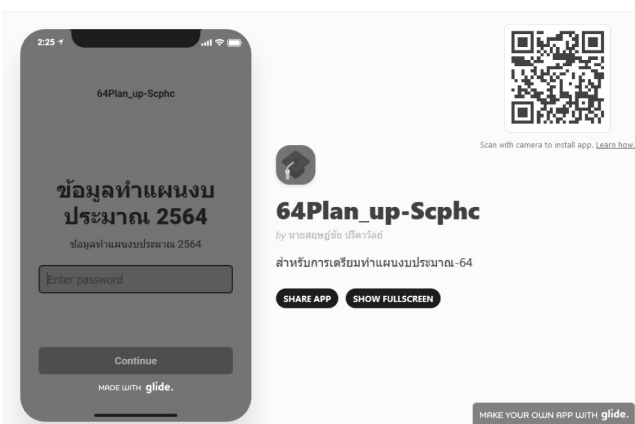 2:25
64Plan_up-Scphc
ข้อมูลทำแผนงบ
ประมาณ 2564
ข้อมูลทำแผนงบประมาณ 2564
Enter password
Continue
MADE WITH glide.
Scan with camera to install app. Learn how.
64Plan_up-Scphc
by นายสฤษฎ์ชัย ปรีดาวัลย์
สำหรับการเตรียมทำแผนงบประมาณ-64
SHARE APP
SHOW FULLSCREEN
MAKE YOUR OWN APP WITH glide.